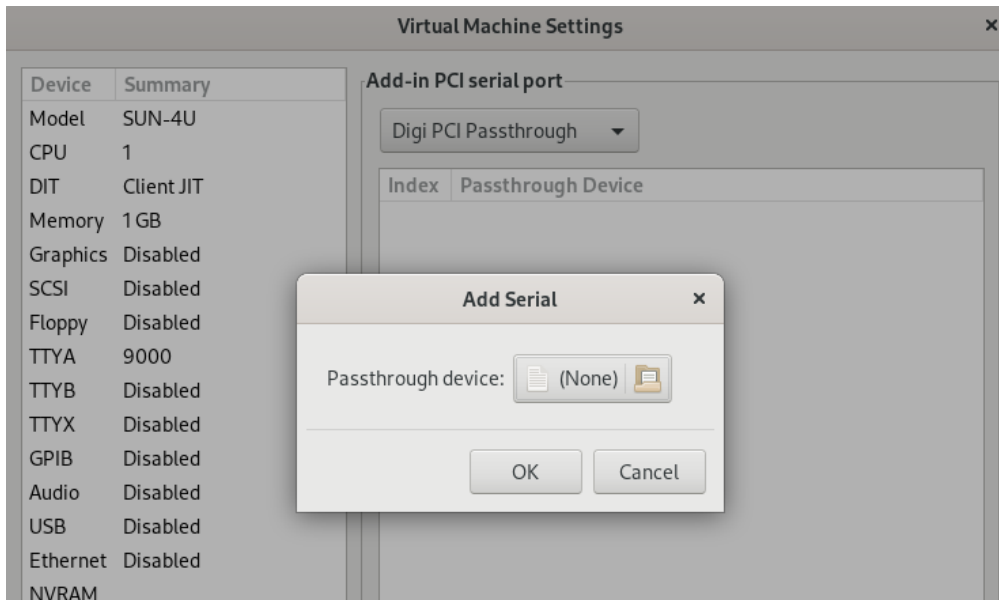 Virtual Machine Settings
Device Summary
Model SUN-4U
CPU 1
DIT Client JIT
Memory 1 GB
Graphics Disabled
SCSI Disabled
Floppy Disabled
TTYA 9000
TTYB Disabled
TTYX Disabled
GPIB Disabled
Audio Disabled
USB Disabled
Ethernet Disabled
NVRAM
Add-in PCI serial port
Digi PCI Passthrough
Index Passthrough Device
Add Serial
Passthrough device: (None)
OK Cancel